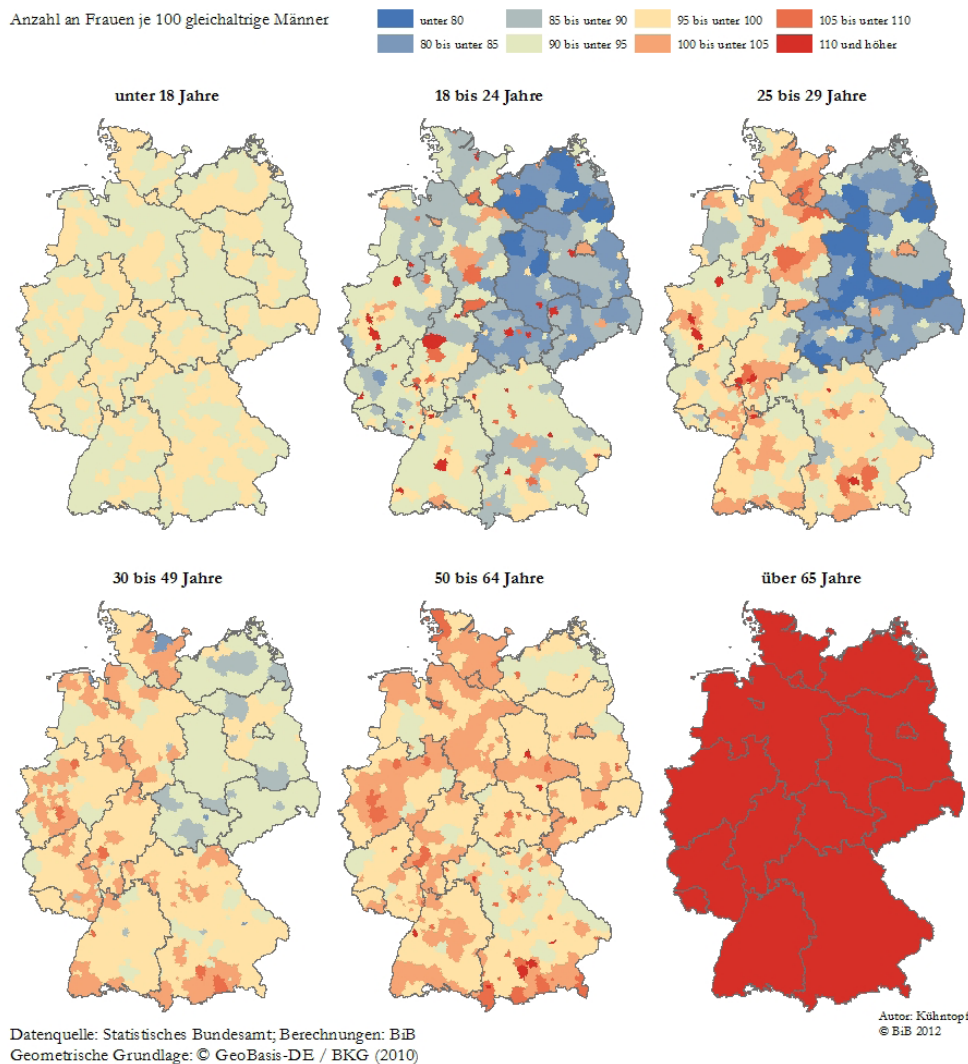 Anzahl an Frauen je 100 gleichaltrige Männer
unter 80
85 bis unter 90
95 bis unter 100
105 bis unter 110
80 bis unter 85
90 bis unter 95
100 bis unter 105
110 und höher
unter 18 Jahre
18 bis 24 Jahre
25 bis 29 Jahre
30 bis 49 Jahre
50 bis 64 Jahre
über 65 Jahre
Datenquelle: Statistisches Bundesamt; Berechnungen: BiB
Geometrische Grundlage: © GeoBasis-DE / BKG (2010)
Autor: Kühntopf
© BiB 2012